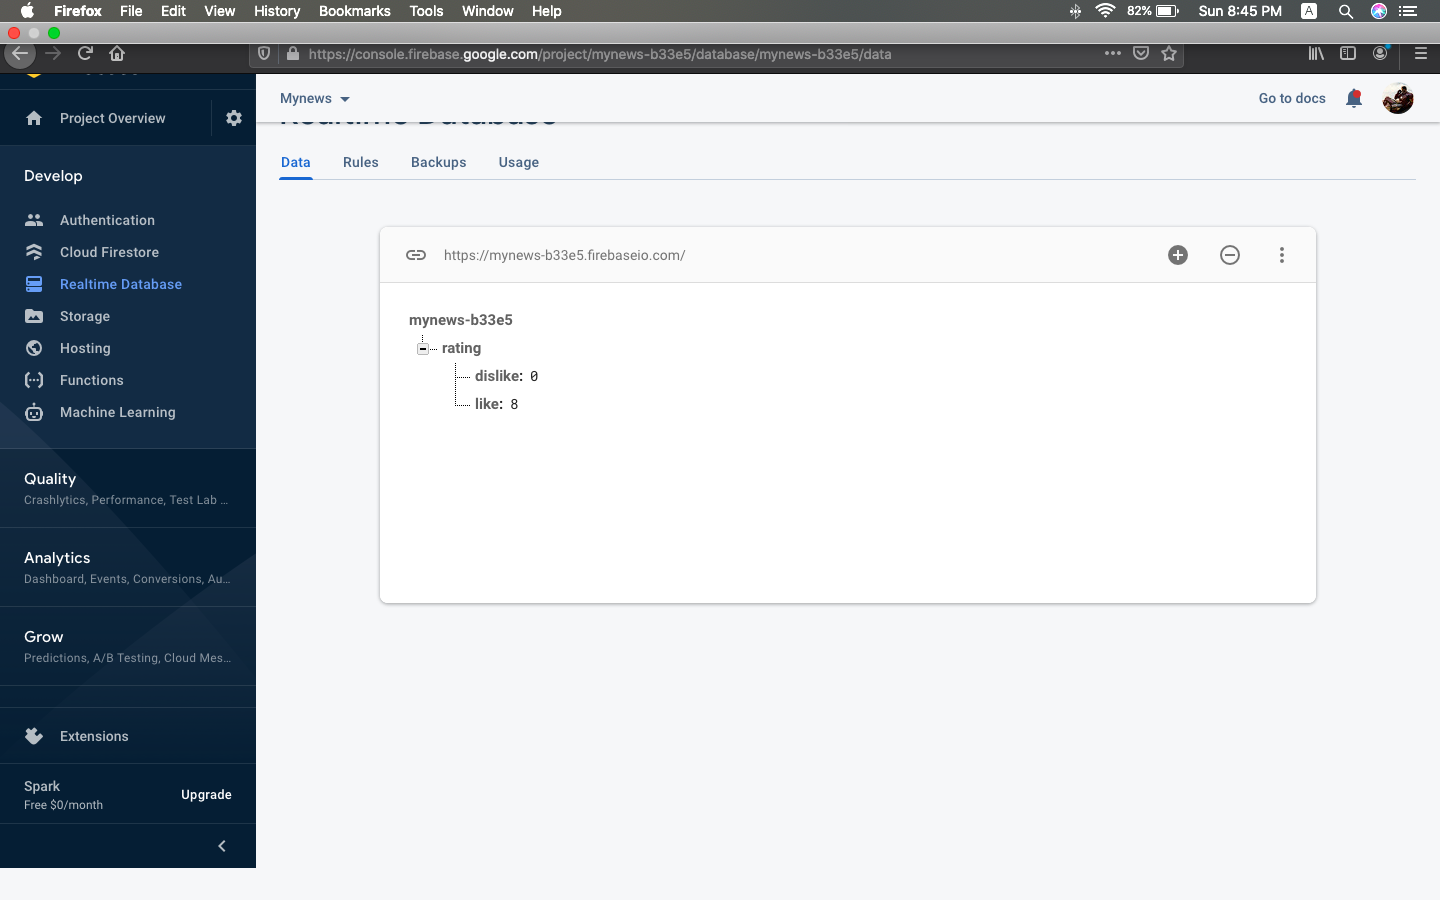 Firefox File Edit View History Bookmarks Tools Window Help 82% Sun 8:45 PM A
https://console.firebase.google.com/project/mynews-b33e5/database/mynews-b33e5/data
Mynews Go to docs
Project Overview
Realtime Database
Data Rules Backups Usage
Develop
Authentication
Cloud Firestore
Realtime Database
Storage
Hosting
Functions
Machine Learning
Quality
Crashlytics, Performance, Test Lab ...
Analytics
Dashboard, Events, Conversions, Au...
Grow
Predictions, A/B Testing, Cloud Mes...
Extensions
Spark
Free $0/month
Upgrade
https://mynews-b33e5.firebaseio.com/
mynews-b33e5
rating
dislike: 0
like: 8